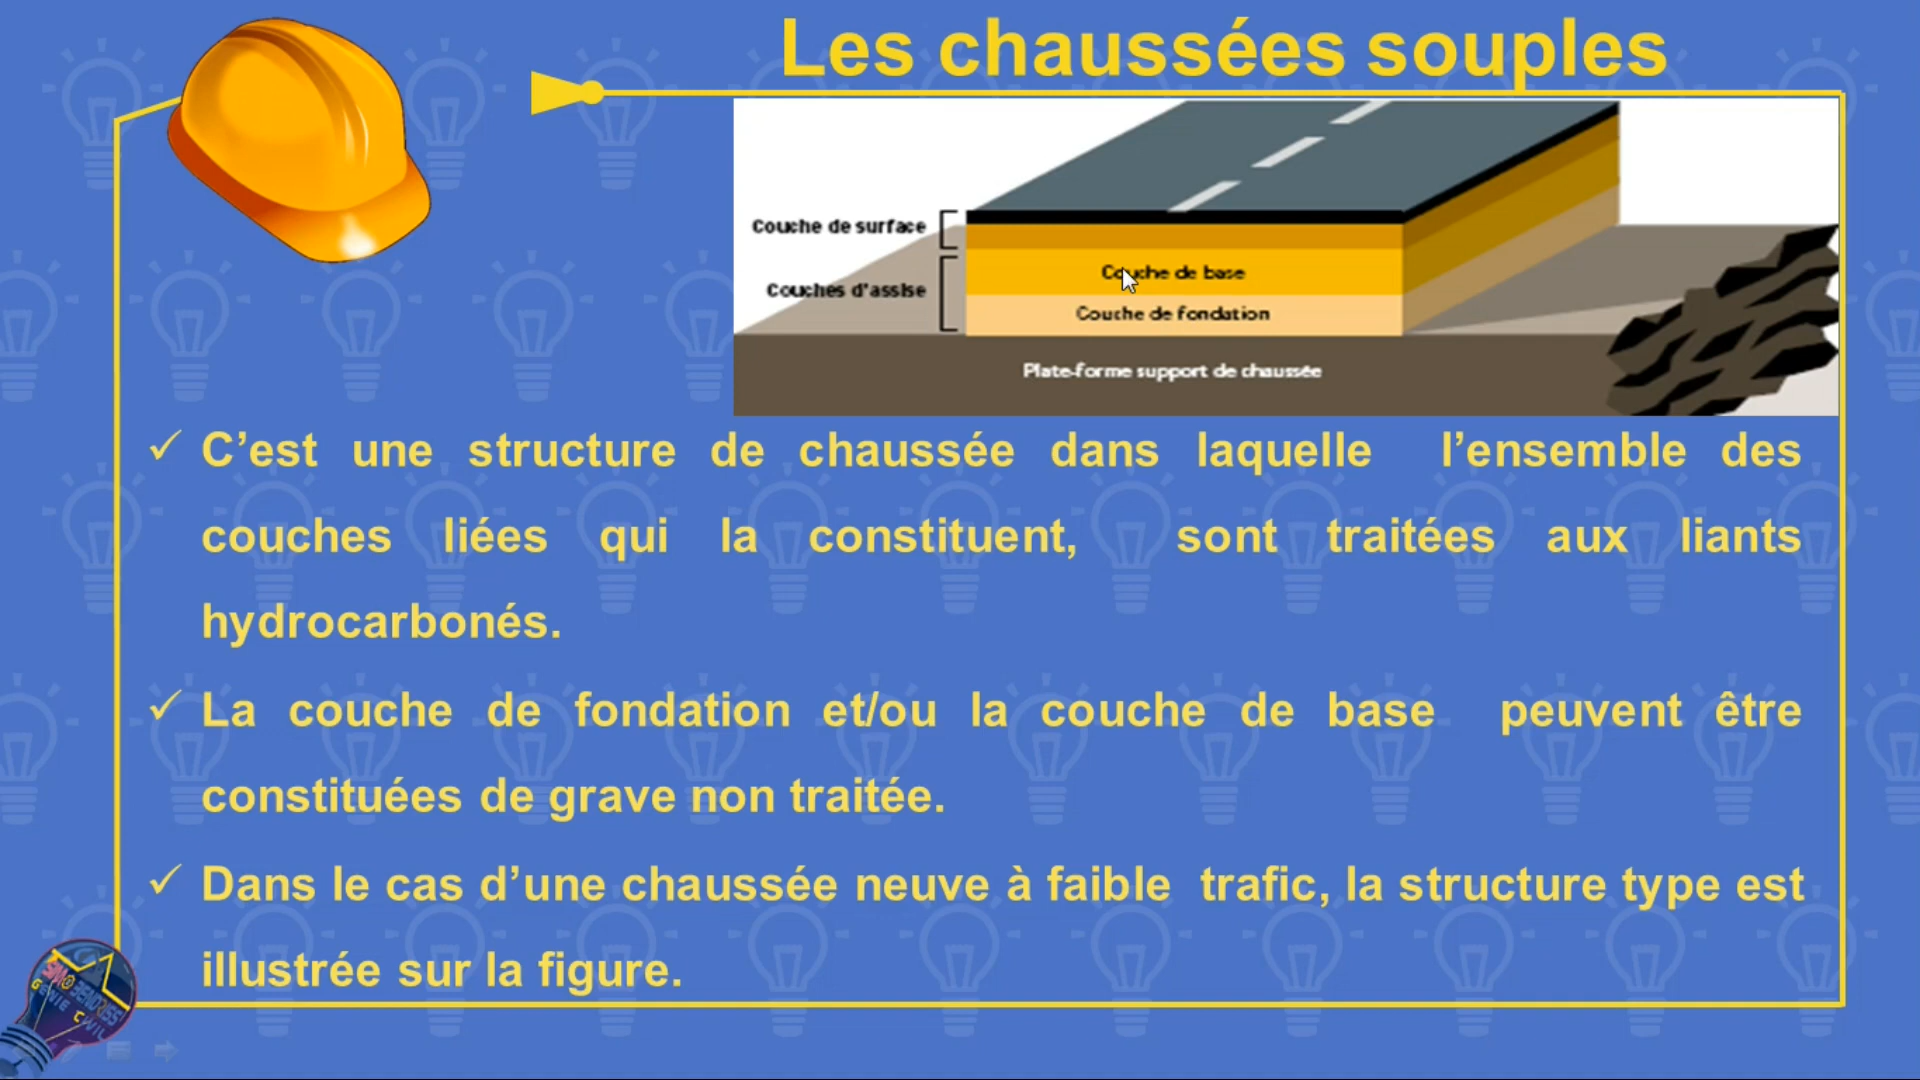 Les chaussées souples
Couche de surface
Couches d'assise
Couche de base
Couche de fondation
Plate-forme support de chaussée
C’est une structure de chaussée dans laquelle l’ensemble des
couches liées qui la constituent, sont traitées aux liants
hydrocarbonés.
La couche de fondation et/ou la couche de base peuvent être
constituées de grave non traitée.
Dans le cas d’une chaussée neuve à faible trafic, la structure type est
illustrée sur la figure.
GENIE CIVIL